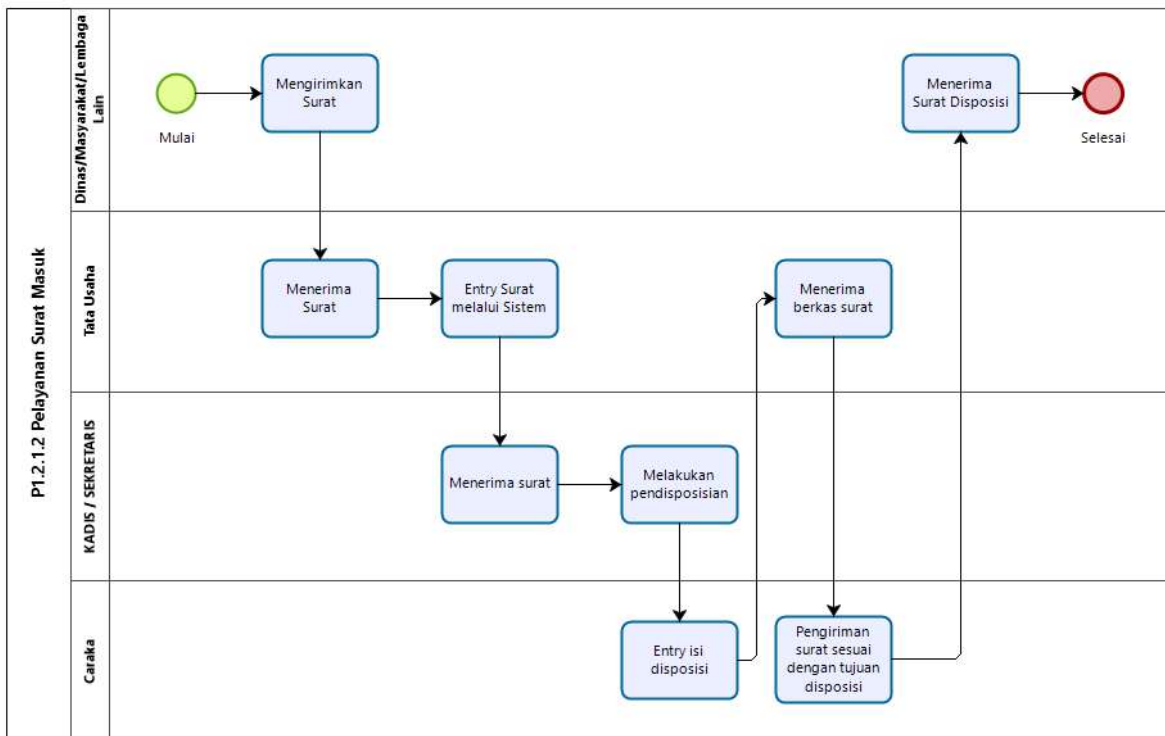 P1.2.1.2 Pelayanan Surat Masuk
Dinas/Masyarakat/Lembaga
Lain
Mulai
Mengirimkan
Surat
Menerima
Surat Disposisi
Selesai
Tata Usaha
Menerima
Surat
Entry Surat
melalui Sistem
Menerima
berkas surat
KADIS / SEKRETARIS
Menerima surat
Melakukan
pendisposisian
Caraka
Entry isi
disposisi
Pengiriman
surat sesuai
dengan tujuan
disposisi